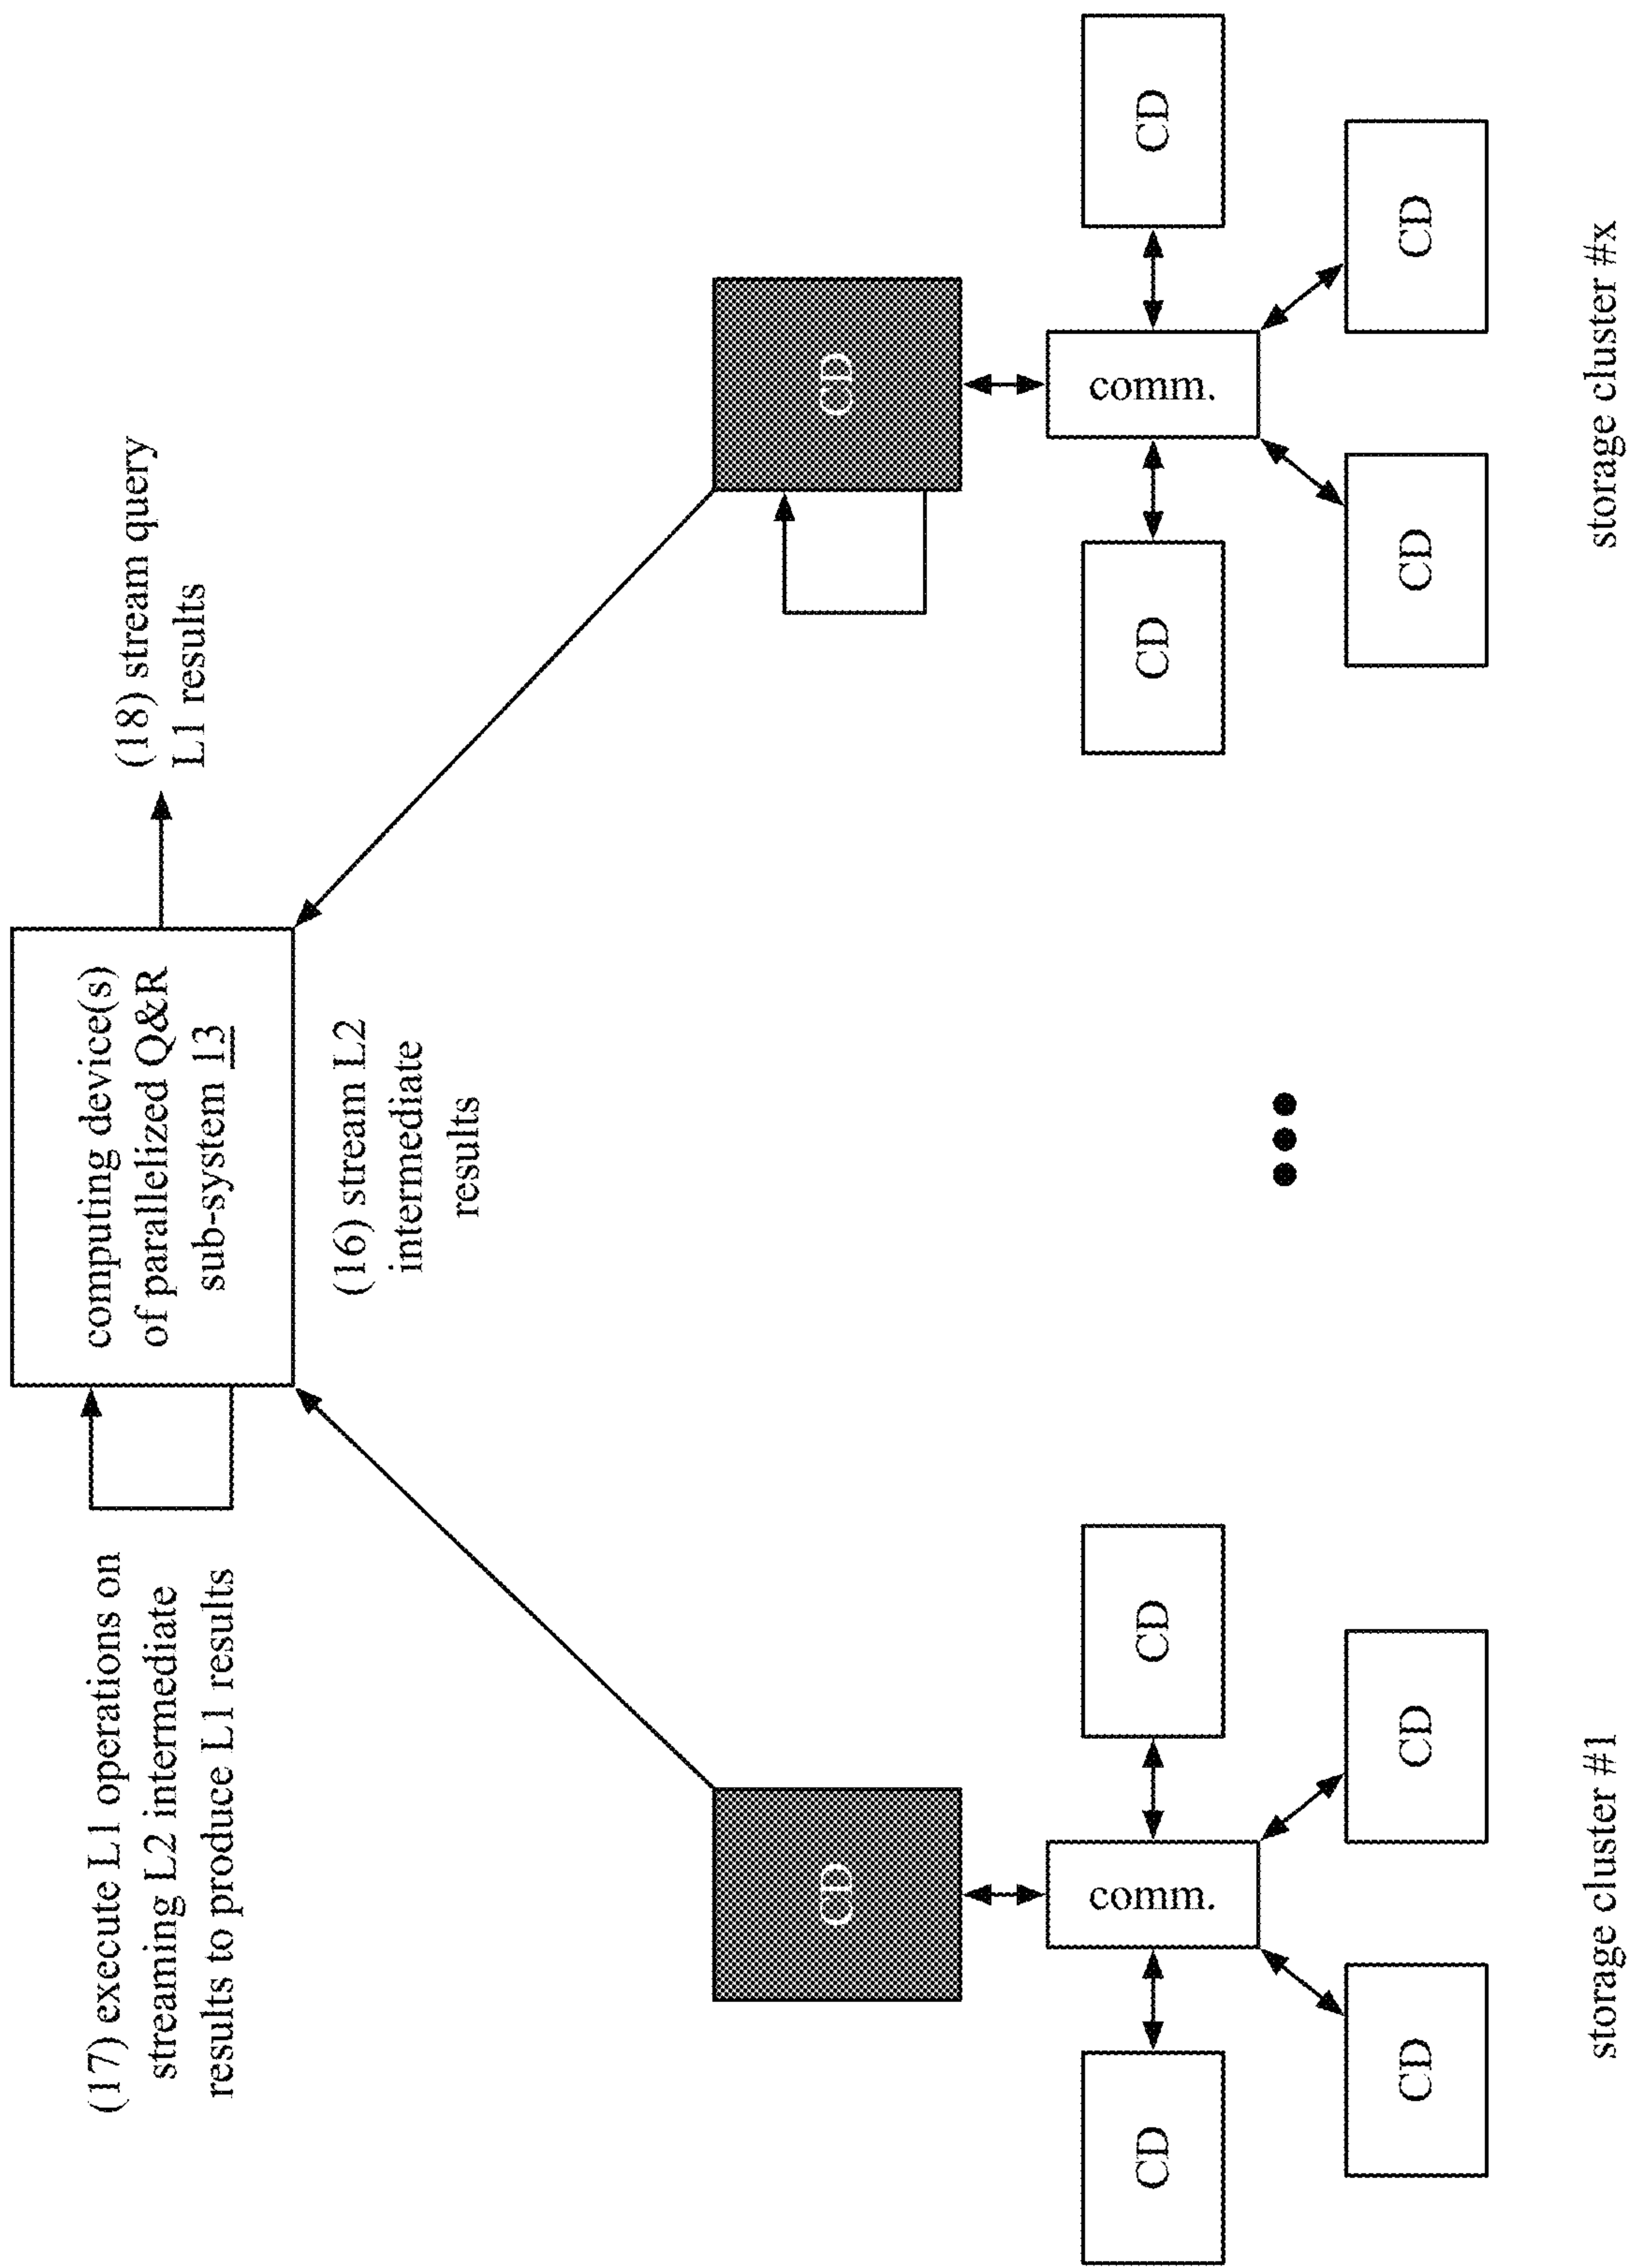 computing device(s)
of parallelized Q&R
sub-system 13
(17) execute L1 operations on
streaming L2 intermediate
results to produce L1 results
(18) stream query
L1 results
(16) stream L2
intermediate
results
CD
CD
comm.
CD
CD
CD
CD
storage cluster #1
CD
comm.
CD
CD
CD
CD
storage cluster #x